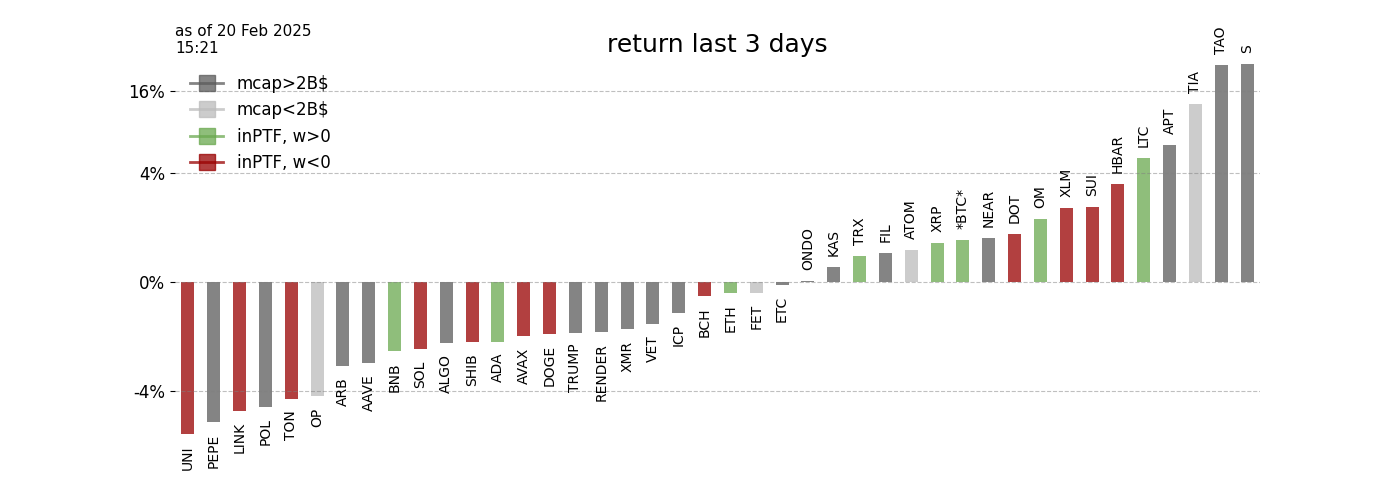 as of 20 Feb 2025
15:21
return last 3 days
mcap>2B$
mcap<2B$
inPTF, w>0
inPTF, w<0
16%
4%
0%
-4%
UNI
PEPE
LINK
POL
TON
OP
ARB
AAVE
BNB
SOL
ALGO
SHIB
ADA
AVAX
DOGE
TRUMP
RENDER
XMR
VET
ICP
BCH
ETH
FET
ETC
ONDO
KAS
TRX
FIL
ATOM
XRP
*BTC*
NEAR
DOT
OM
XLM
SUI
HBAR
LTC
APT
TIA
TAO
S